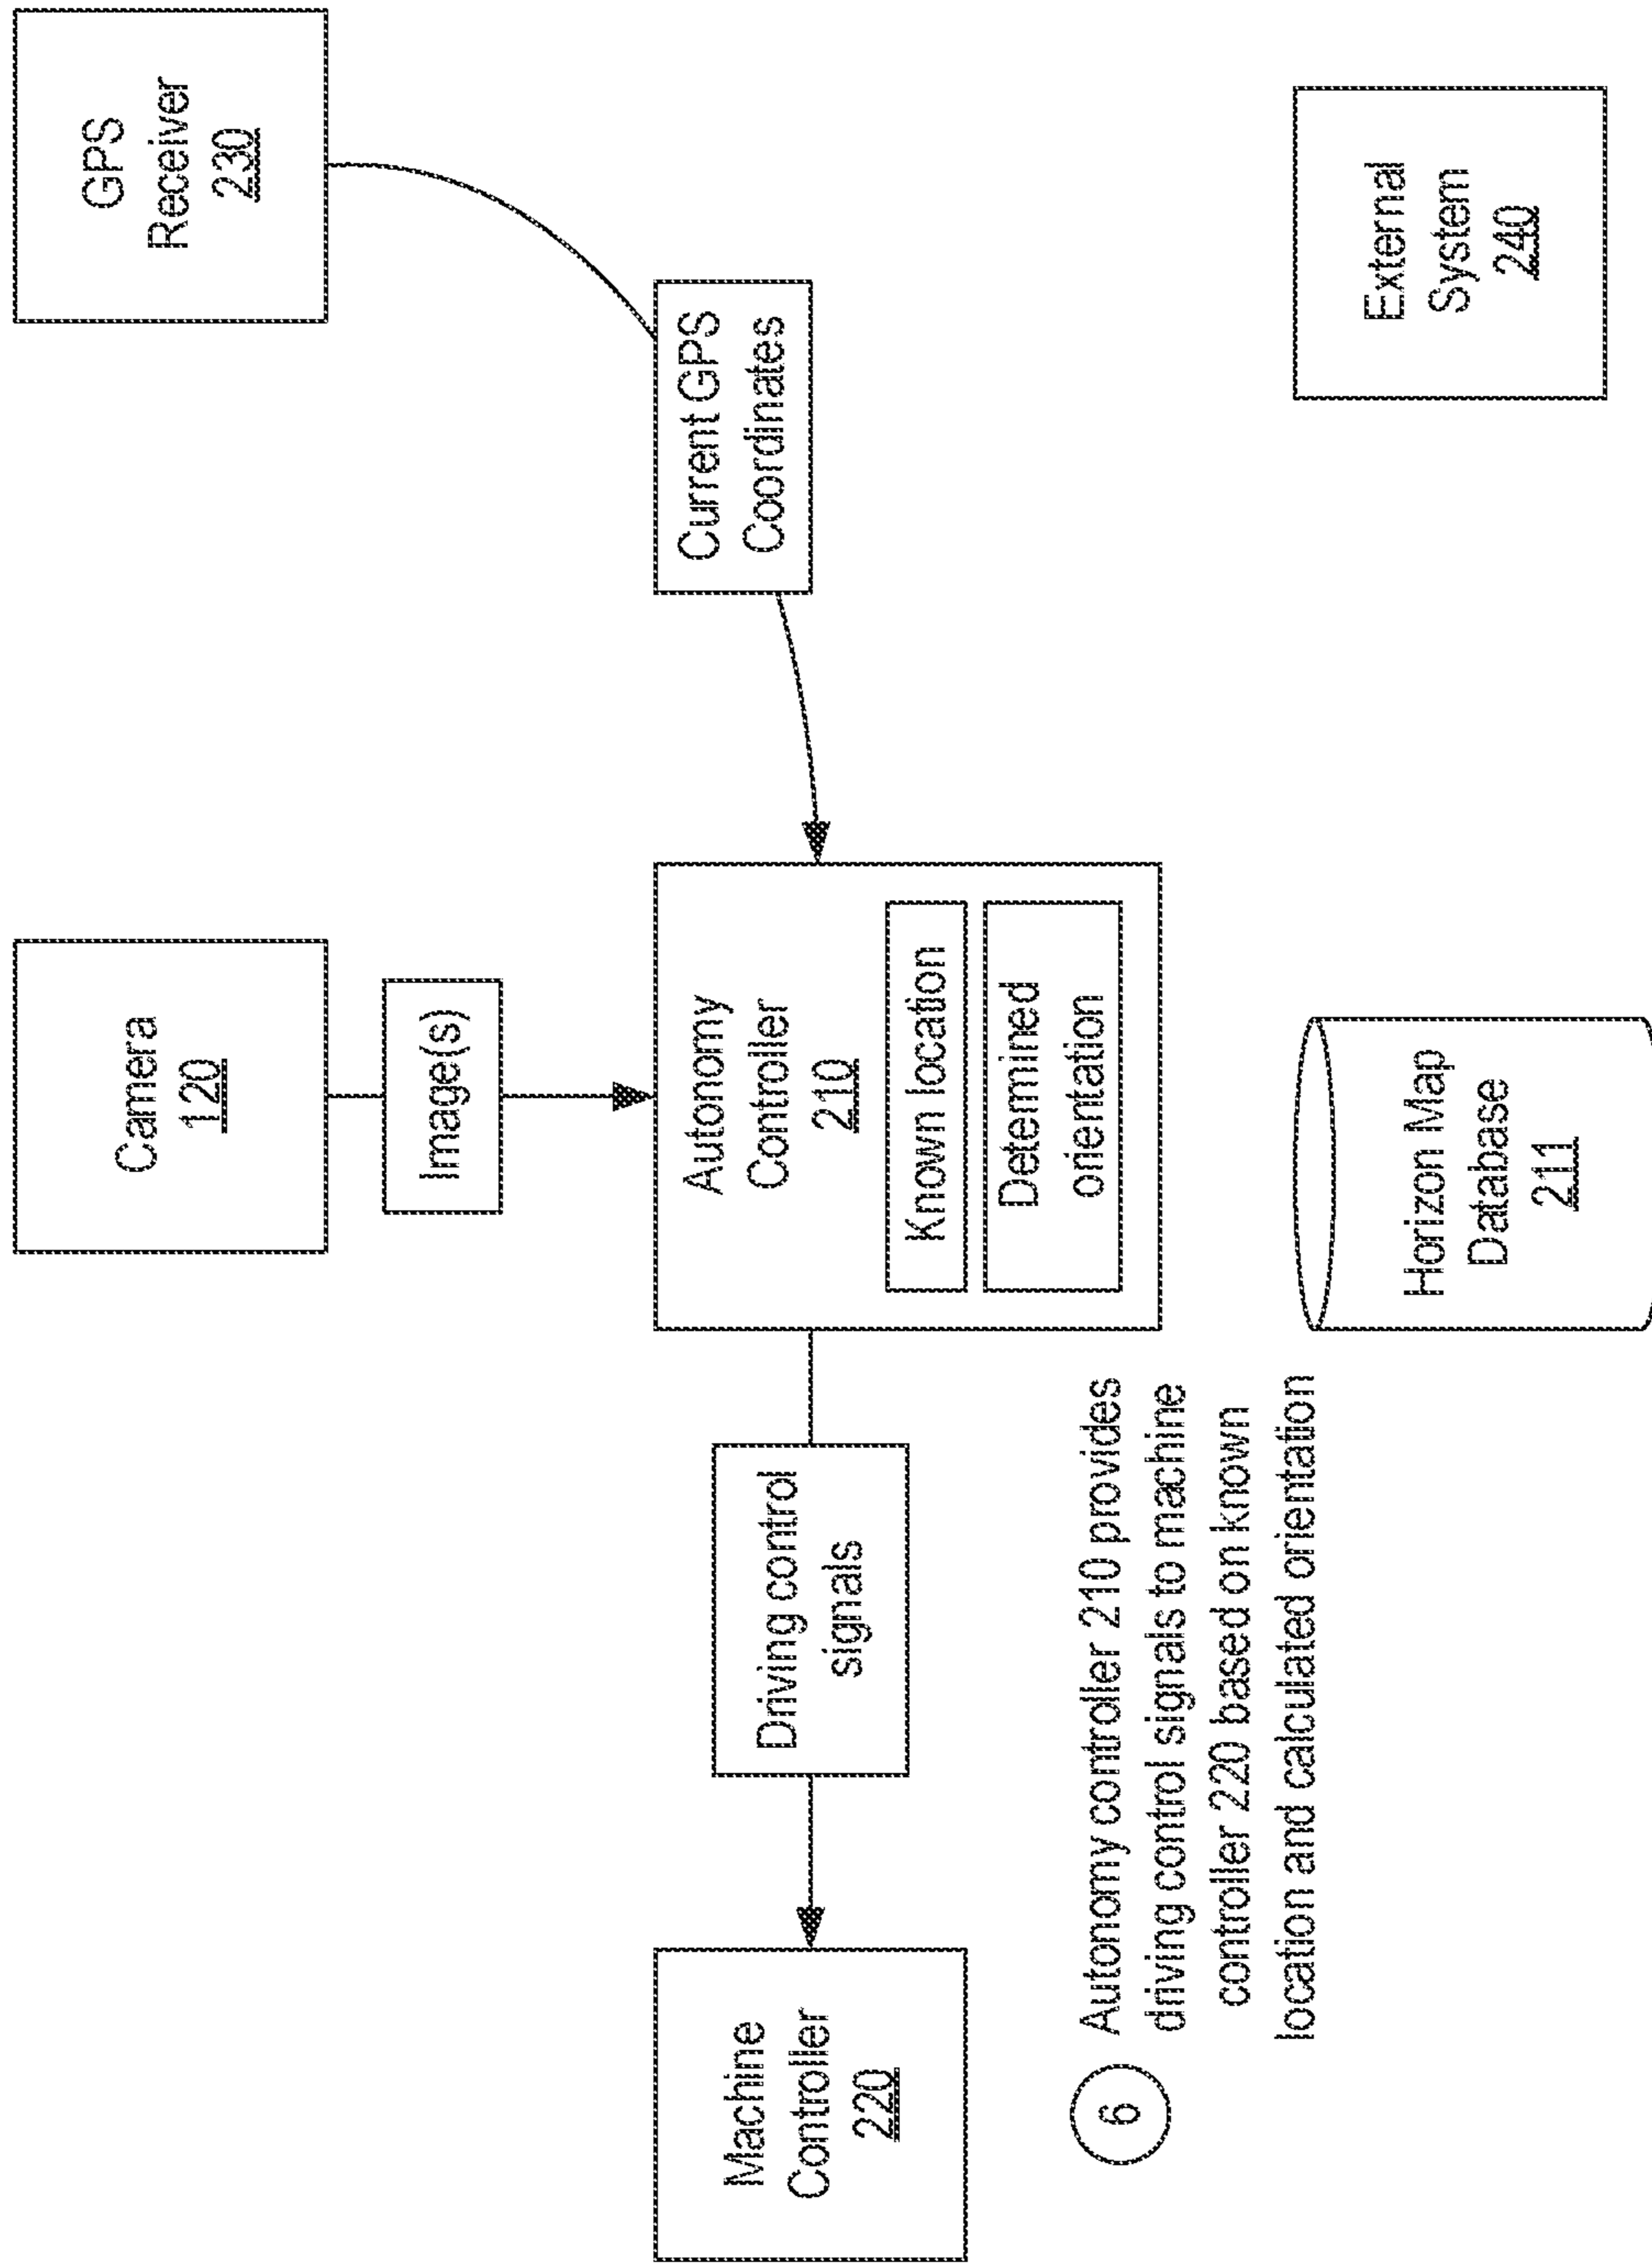 Camera
120
GPS
Receiver
230
Image(s)
Machine
Controller
220
Driving control
signals
Autonomy
Controller
210
Known location
Determined
orientation
Current GPS
Coordinates
6
Autonomy controller 210 provides
driving control signals to machine
controller 220 based on known
location and calculated orientation
Horizon Map
Database
211
External
System
240